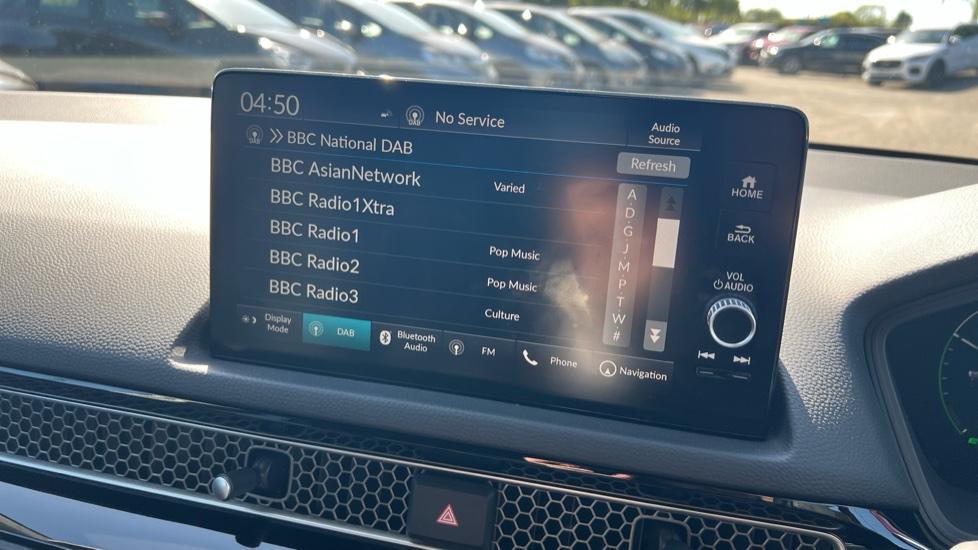 04:50
DAB
No Service
Audio
Source
DAB
BBC National DAB
Refresh
BBC AsianNetwork
Varied
BBC Radio1Xtra
BBC Radio1
Pop Music
BBC Radio2
Pop Music
BBC Radio3
Culture
A
D
G
J
M
P
T
W
#
Display
Mode
DAB
Bluetooth
Audio
FM
Phone
Navigation
HOME
BACK
VOL
AUDIO